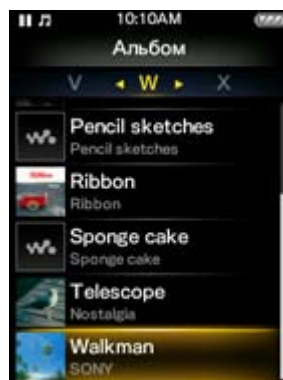 10:10AM
Альбом
V W X
Pencil sketches
Pencil sketches
Ribbon
Ribbon
Sponge cake
Sponge cake
Telescope
Nostalgia
Walkman
SONY